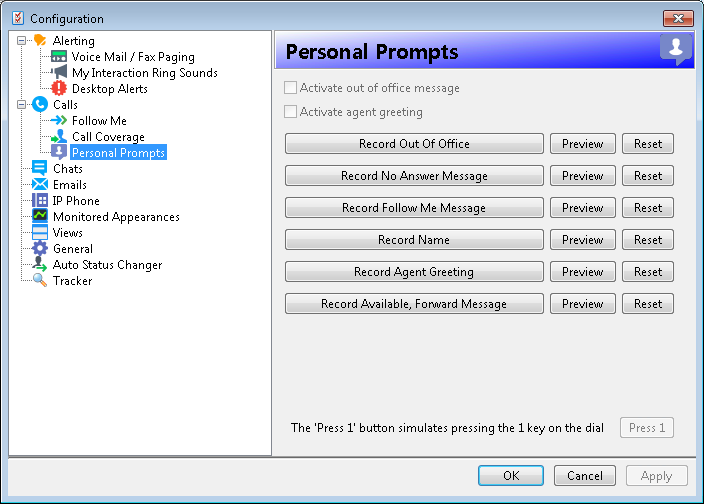 Configuration
Alerting
Voice Mail / Fax Paging
My Interaction Ring Sounds
Desktop Alerts
Calls
Follow Me
Call Coverage
Personal Prompts
Chats
Emails
IP Phone
Monitored Appearances
Views
General
Auto Status Changer
Tracker
Personal Prompts
Activate out of office message
Activate agent greeting
Record Out Of Office Preview Reset
Record No Answer Message Preview Reset
Record Follow Me Message Preview Reset
Record Name Preview Reset
Record Agent Greeting Preview Reset
Record Available, Forward Message Preview Reset
The 'Press 1' button simulates pressing the 1 key on the dial Press 1
OK Cancel Apply